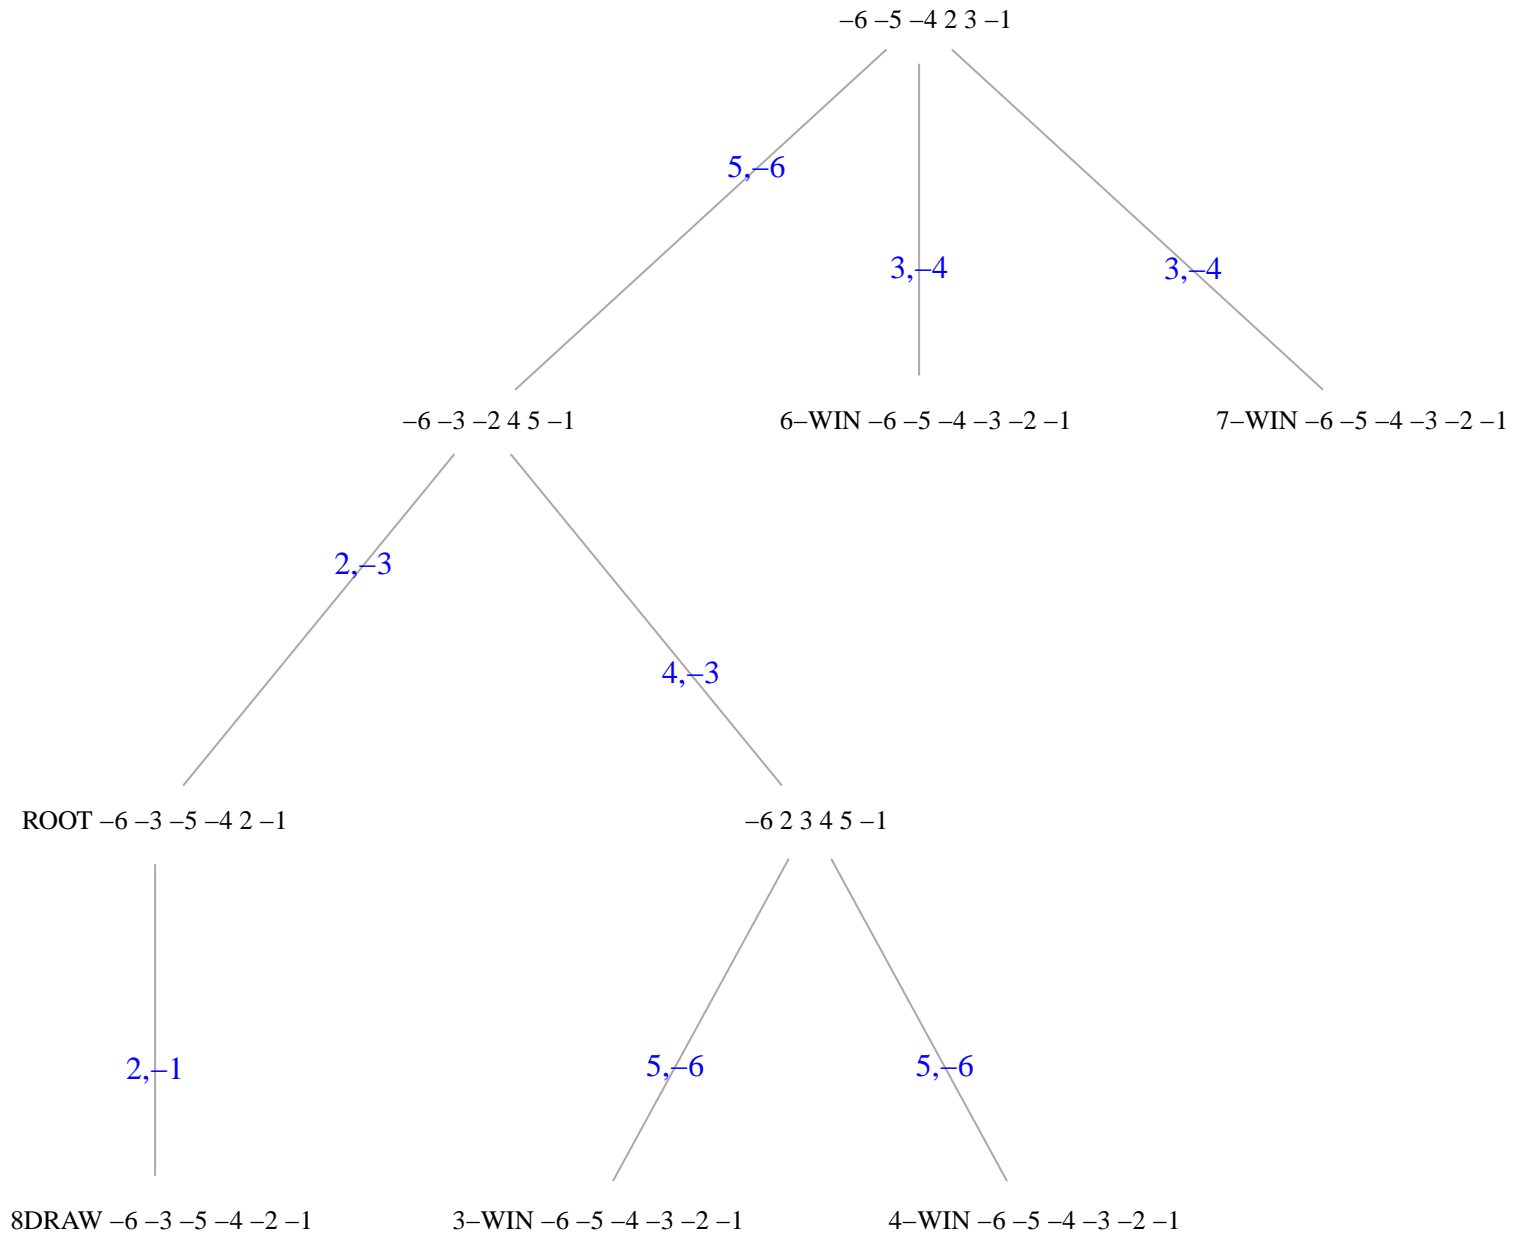 –6 –5 –4 2 3 –1
5,–6
3,–4
3,–4
–6 –3 –2 4 5 –1
6–WIN –6 –5 –4 –3 –2 –1
7–WIN –6 –5 –4 –3 –2 –1
2,–3
4,–3
ROOT –6 –3 –5 –4 2 –1
–6 2 3 4 5 –1
2,–1
5,–6
5,–6
8DRAW –6 –3 –5 –4 –2 –1
3–WIN –6 –5 –4 –3 –2 –1
4–WIN –6 –5 –4 –3 –2 –1